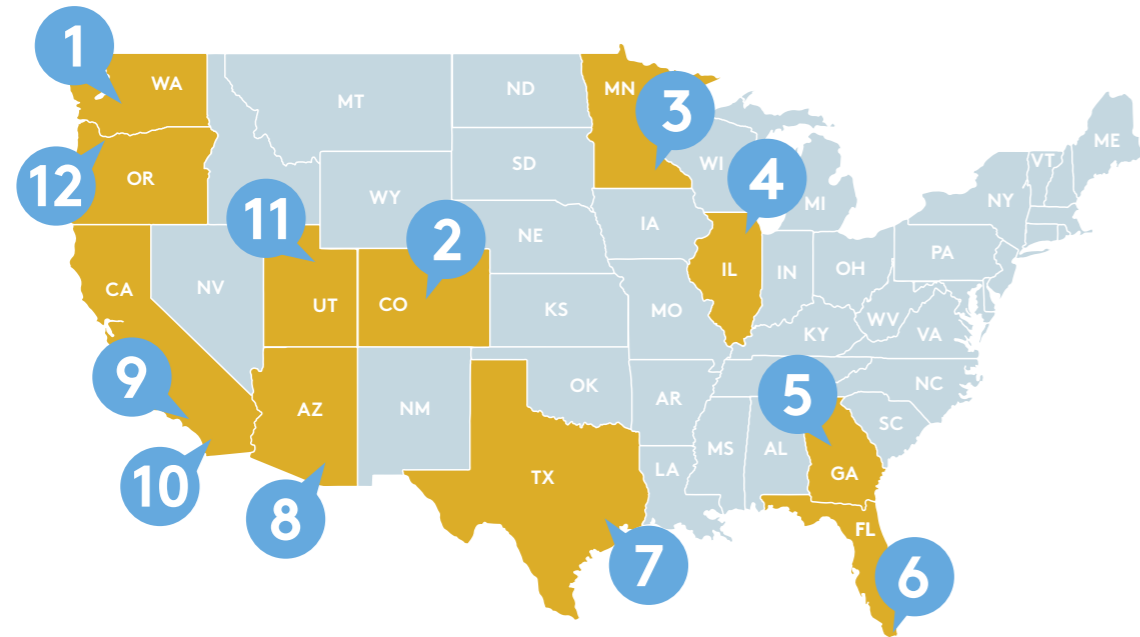 1
WA
MT
ND
MN
3
ME
VT
12
OR
SD
WI
4
MI
NY
WY
11
2
IA
NE
PA
CA
NV
UT
CO
IL
IN
OH
KS
MO
WV
VA
KY
9
OK
NC
AZ
NM
AR
5
SC
10
TX
LA
MS
AL
GA
8
FL
7
6